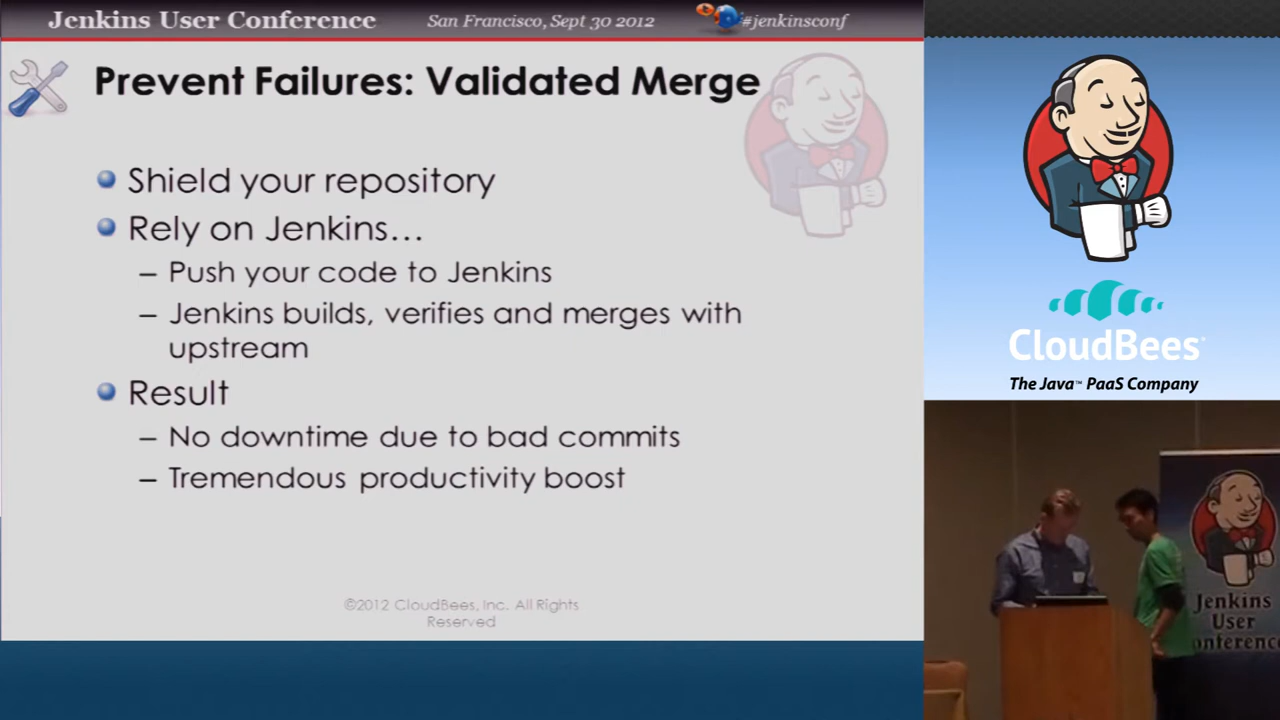 Jenkins User Conference San Francisco, Sept 30 2012 #jenkinsconf
Prevent Failures: Validated Merge
Shield your repository
Rely on Jenkins...
– Push your code to Jenkins
– Jenkins builds, verifies and merges with
upstream
Result
– No downtime due to bad commits
– Tremendous productivity boost
©2012 CloudBees, Inc. All Rights
Reserved
CloudBees
The Java™ PaaS Company
Jenkins
User
Conference